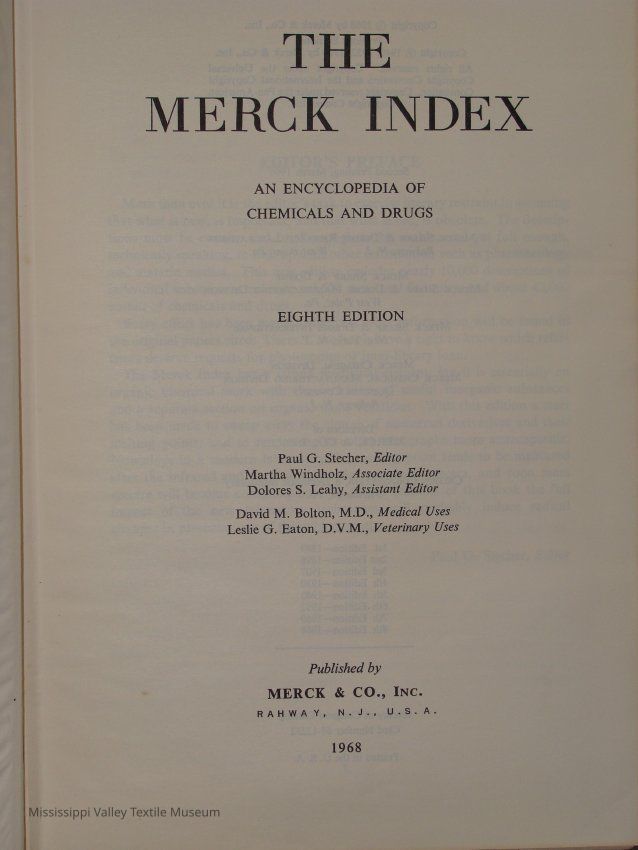 THE
MERCK INDEX
AN ENCYCLOPEDIA OF
CHEMICALS AND DRUGS
EIGHTH EDITION
Paul G. Stecher, Editor
Martha Windholz, Associate Editor
Dolores S. Leahy, Assistant Editor
David M. Bolton, M.D., Medical Uses
Leslie G. Eaton, D.V.M., Veterinary Uses
Published by
MERCK & CO., INC.
RAHWAY, N. J., U. S. A.
1968
Mississippi Valley Textile Museum